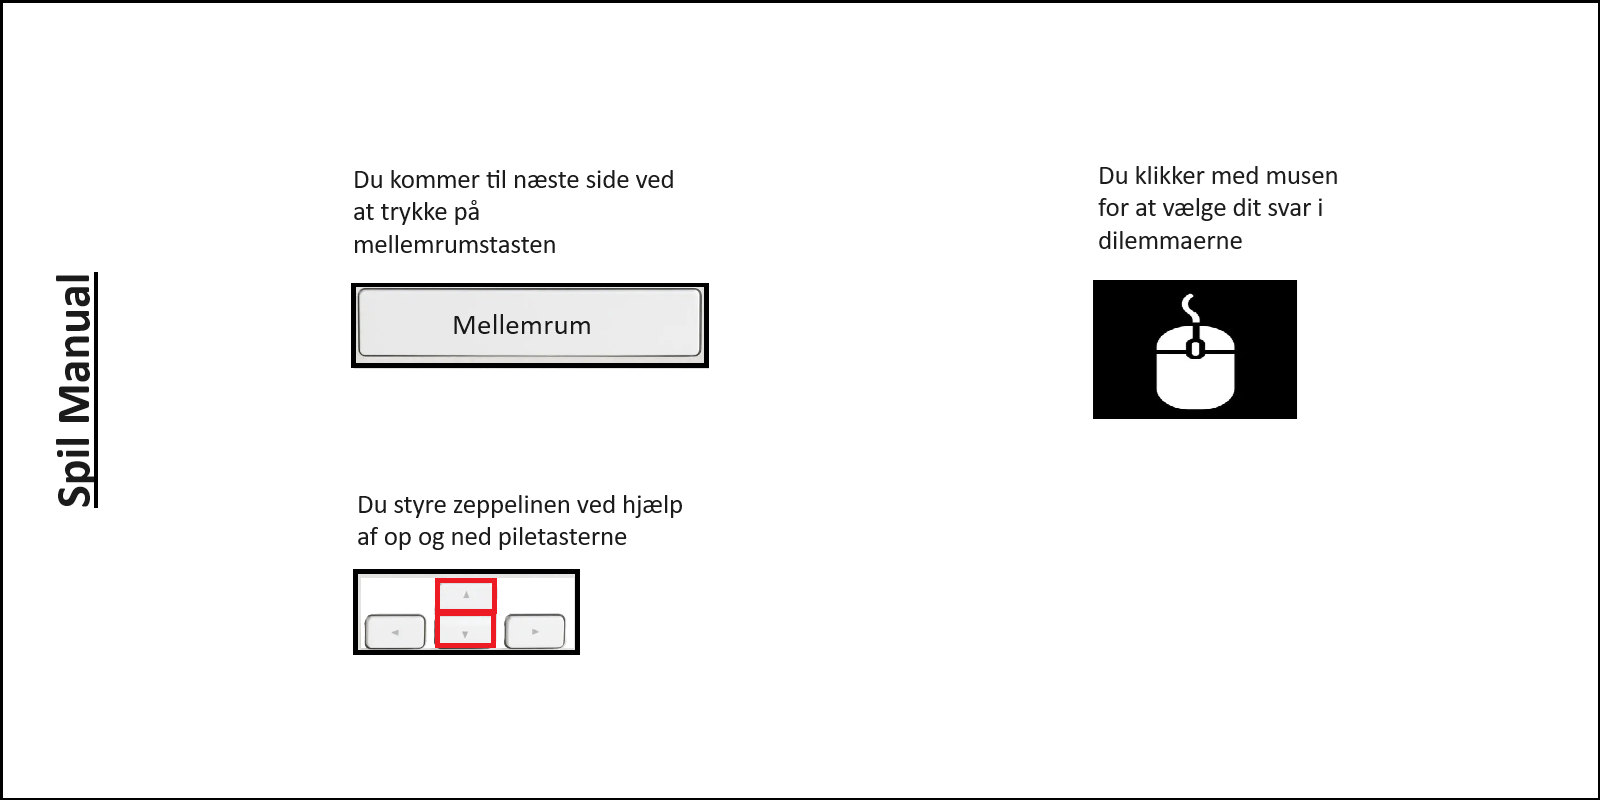 Spil Manual
Du kommer til næste side ved
at trykke på
mellemrumstasten
Mellemrum
Du styre zeppelinen ved hjælp
af op og ned piletasterne
Du klikker med musen
for at vælge dit svar i
dilemmaerne